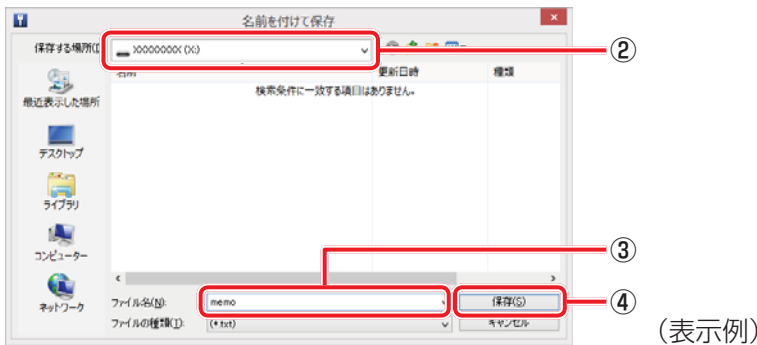 名前を付けて保存
保存する場所(I
XXXXXXXX (X:)
②
名前
更新日時
種類
検索条件に一致する項目はありません。
最近表示した場所
デスクトップ
ライブラリ
コンピューター
ネットワーク
③
ファイル名(N):
memo
保存(S)
④
ファイルの種類(T):
(*.txt)
キャンセル
(表示例)